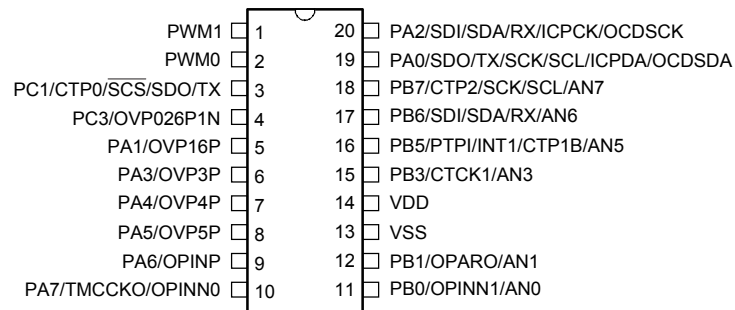 PWM1 1 20 PA2/SDI/SDA/RX/ICPCK/OCDSCK
PWM0 2 19 PA0/SDO/TX/SCK/SCL/ICPDA/OCDSDA
PC1/CTP0/SCS/SDO/TX 3 18 PB7/CTP2/SCK/SCL/AN7
PC3/OVP026P1N 4 17 PB6/SDI/SDA/RX/AN6
PA1/OVP16P 5 16 PB5/PTPI/INT1/CTP1B/AN5
PA3/OVP3P 6 15 PB3/CTCK1/AN3
PA4/OVP4P 7 14 VDD
PA5/OVP5P 8 13 VSS
PA6/OPINP 9 12 PB1/OPARO/AN1
PA7/TMCCKO/OPINN0 10 11 PB0/OPINN1/AN0